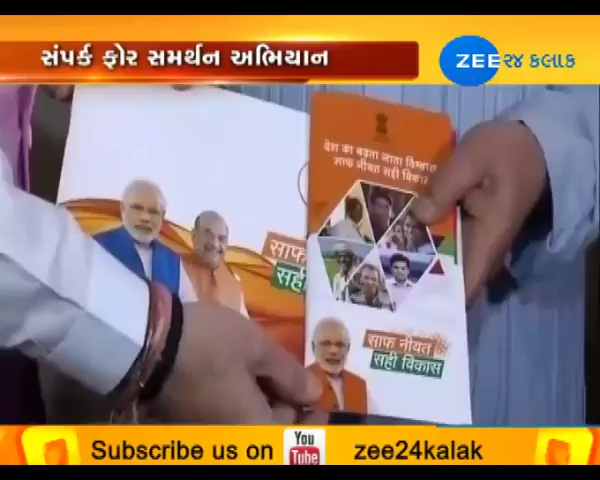 સંપર્ક ફોર સમર્થન અભિયાન
ZEE ૨૪ કલાક
देश का बढ़ता जाता विश्वास
साफ नीयत सही विकास
साफ
सही
साफ नीयत
सही विकास
Subscribe us on You Tube zee24kalak